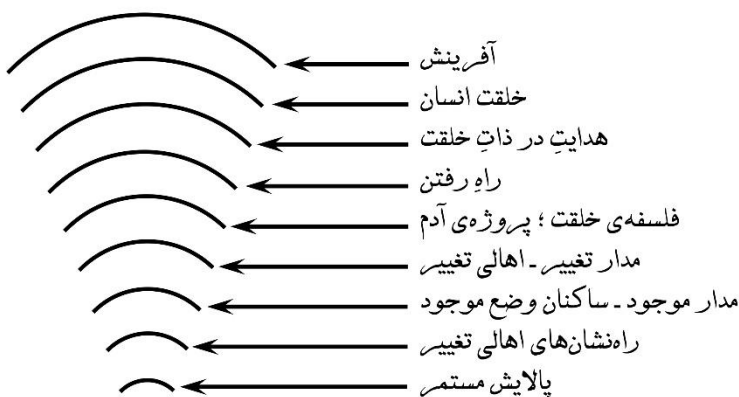 آفرینش
خلقت انسان
هدایتِ در ذاتِ خلقت
راهِ رفتن
فلسفه‌ی خلقت ؛ پروژه‌ی آدم
مدار تغییر ـ اهالی تغییر
مدار موجود ـ ساکنان وضع موجود
راه‌نشان‌های اهالی تغییر
پالایش مستمر